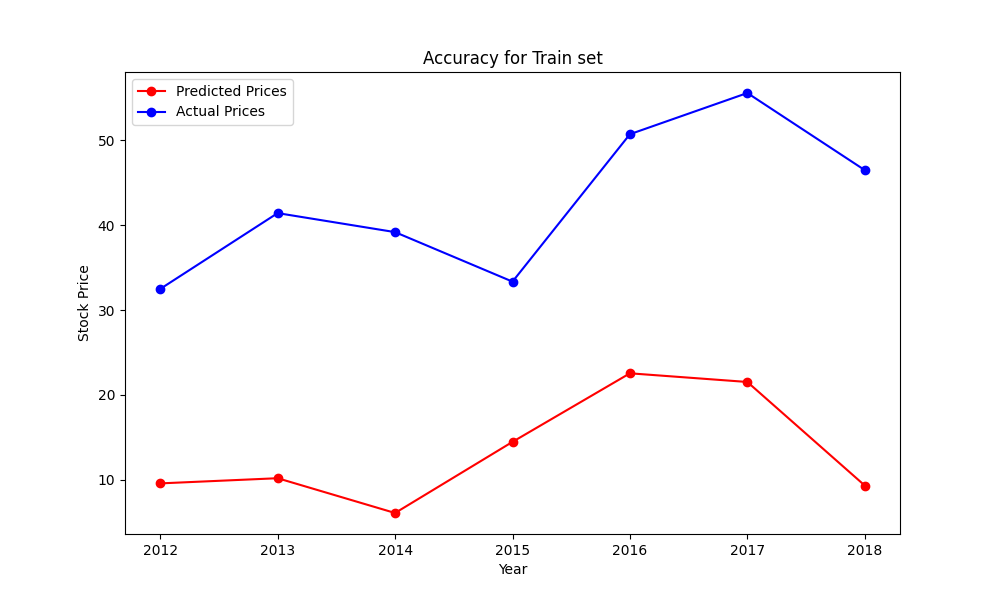 Accuracy for Train set
Predicted Prices
Actual Prices
Stock Price
50
40
30
20
10
2012 2013 2014 2015 2016 2017 2018
Year